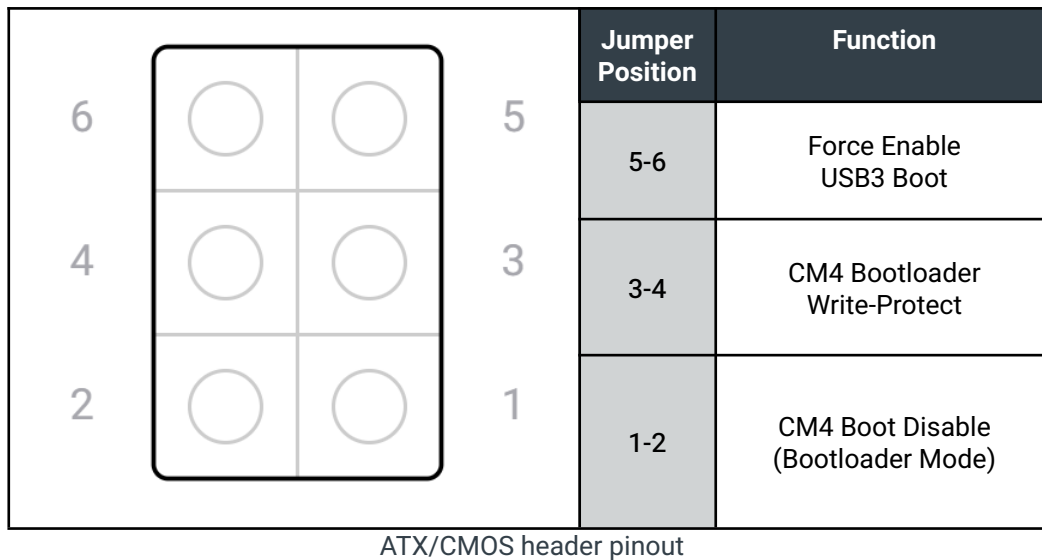 6
5
4
3
2
1
Jumper
Position
Function
5-6
Force Enable
USB3 Boot
3-4
CM4 Bootloader
Write-Protect
1-2
CM4 Boot Disable
(Bootloader Mode)
ATX/CMOS header pinout